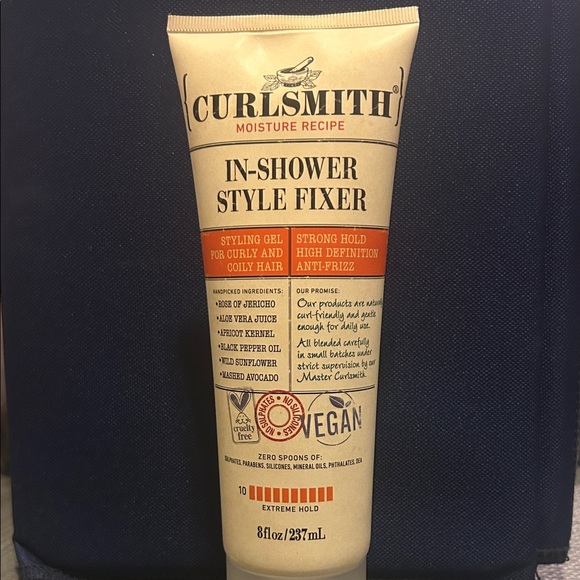 {CURLSMITH}®
MOISTURE RECIPE
IN-SHOWER
STYLE FIXER
STYLING GEL
FOR CURLY AND
COILY HAIR
STRONG HOLD
HIGH DEFINITION
ANTI-FRIZZ
HANDPICKED INGREDIENTS:
•ROSE OF JERICHO
•ALOE VERA JUICE
•APRICOT KERNEL
•BLACK PEPPER OIL
•WILD SUNFLOWER
•MASHED AVOCADO
OUR PROMISE:
Our products are natural,
curl-friendly and gentle
enough for daily use.
All blended carefully
in small batches under
strict supervision by our
Master Curlsmith.
cruelty
free
NO SULPHATES • NO SILICONES •
VEGAN
ZERO SPOONS OF:
SULPHATES, PARABENS, SILICONES, MINERAL OILS, PHTHALATES, DEA
10
EXTREME HOLD
8floz/237mL